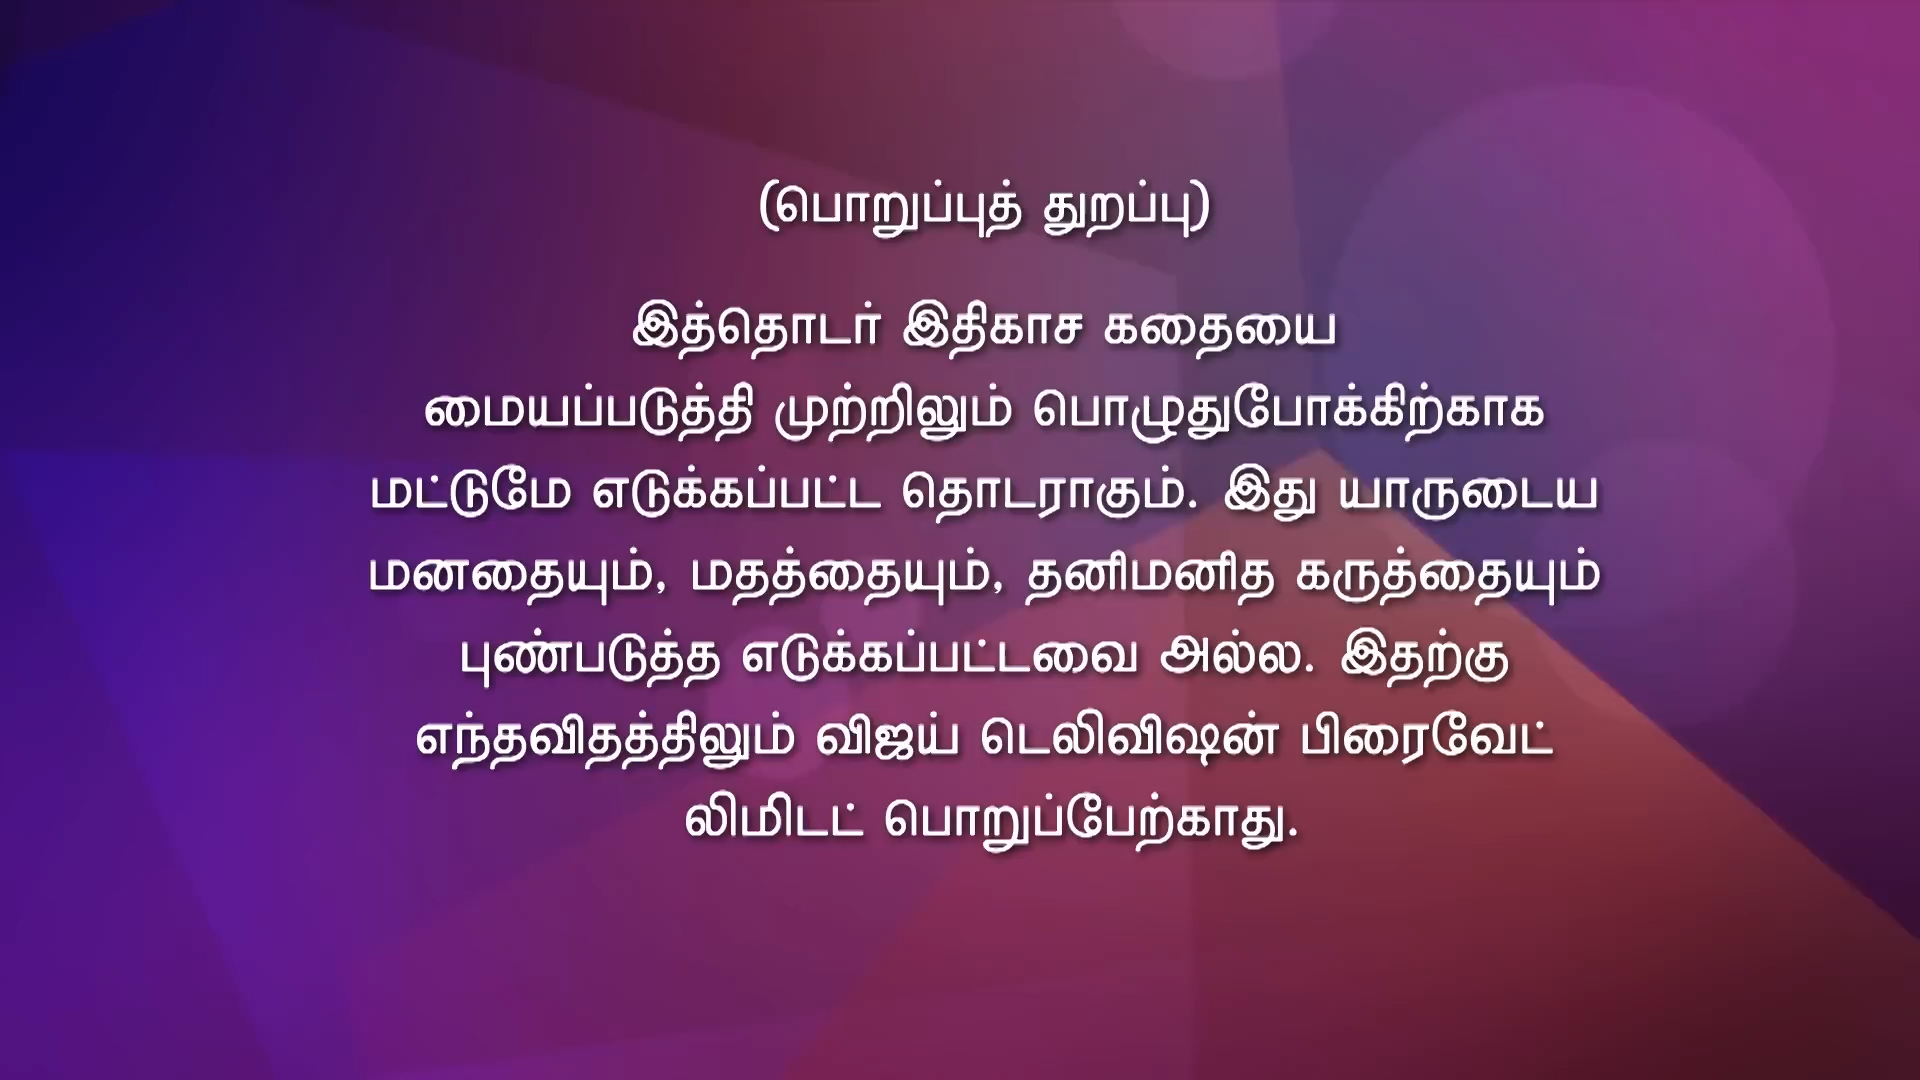 (பொறுப்புத் துறப்பு)
இத்தொடர் இதிகாச கதையை
மையப்படுத்தி முற்றிலும் பொழுதுபோக்கிற்காக
மட்டுமே எடுக்கப்பட்ட தொடராகும். இது யாருடைய
மனதையும், மதத்தையும், தனிமனித கருத்தையும்
புண்படுத்த எடுக்கப்பட்டவை அல்ல. இதற்கு
எந்தவிதத்திலும் விஜய் டெலிவிஷன் பிரைவேட்
லிமிடட் பொறுப்பேற்காது.